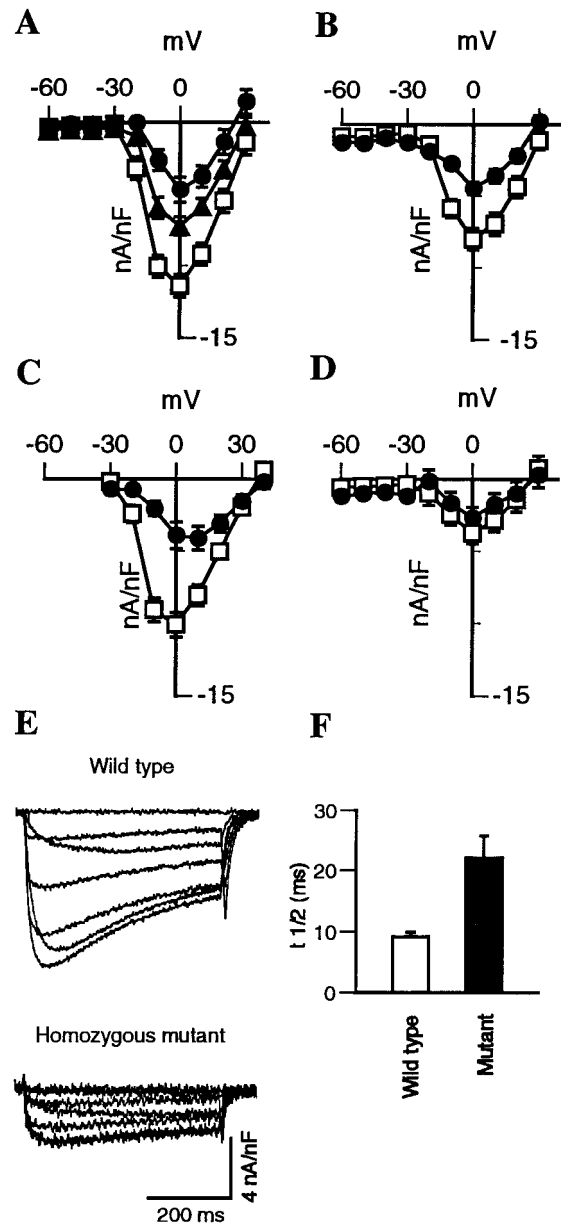 A
mV
-60 -30 0
nA/nF
-15
B
mV
-60 -30 0
nA/nF
-15
C
mV
-60 -30 0 30
nA/nF
-15
D
mV
-60 -30 0
nA/nF
-15
E
Wild type
Homozygous mutant
4 nA/nF
200 ms
F
30
20
10
0
t 1/2 (ms)
Wild type
Mutant